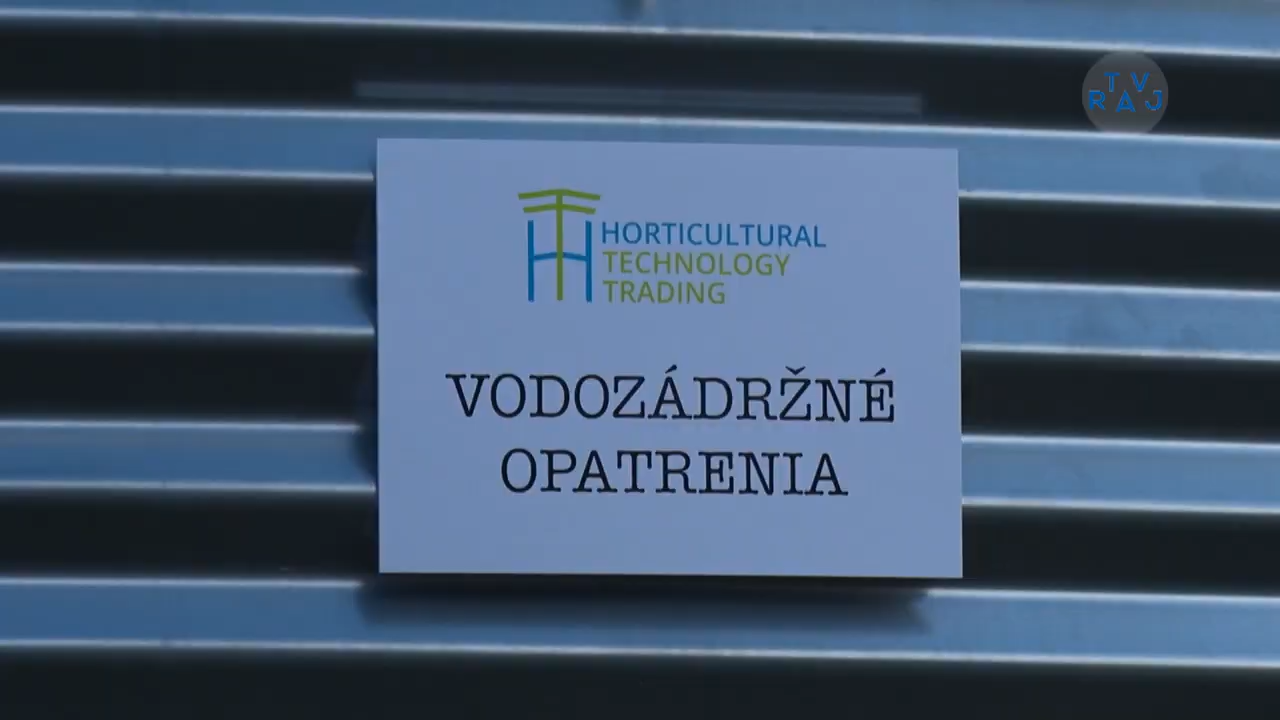 TV
RAJ
HORTICULTURAL
TECHNOLOGY
TRADING
VODOZÁDRŽNÉ
OPATRENIA